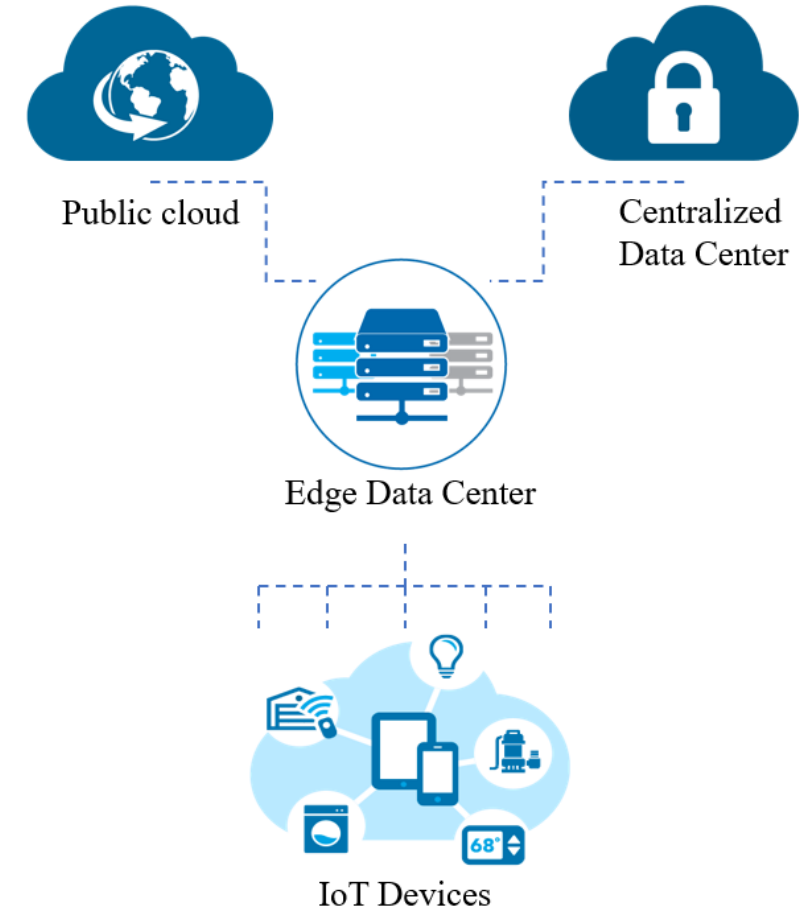 Public cloud
Centralized
Data Center
Edge Data Center
68°
IoT Devices